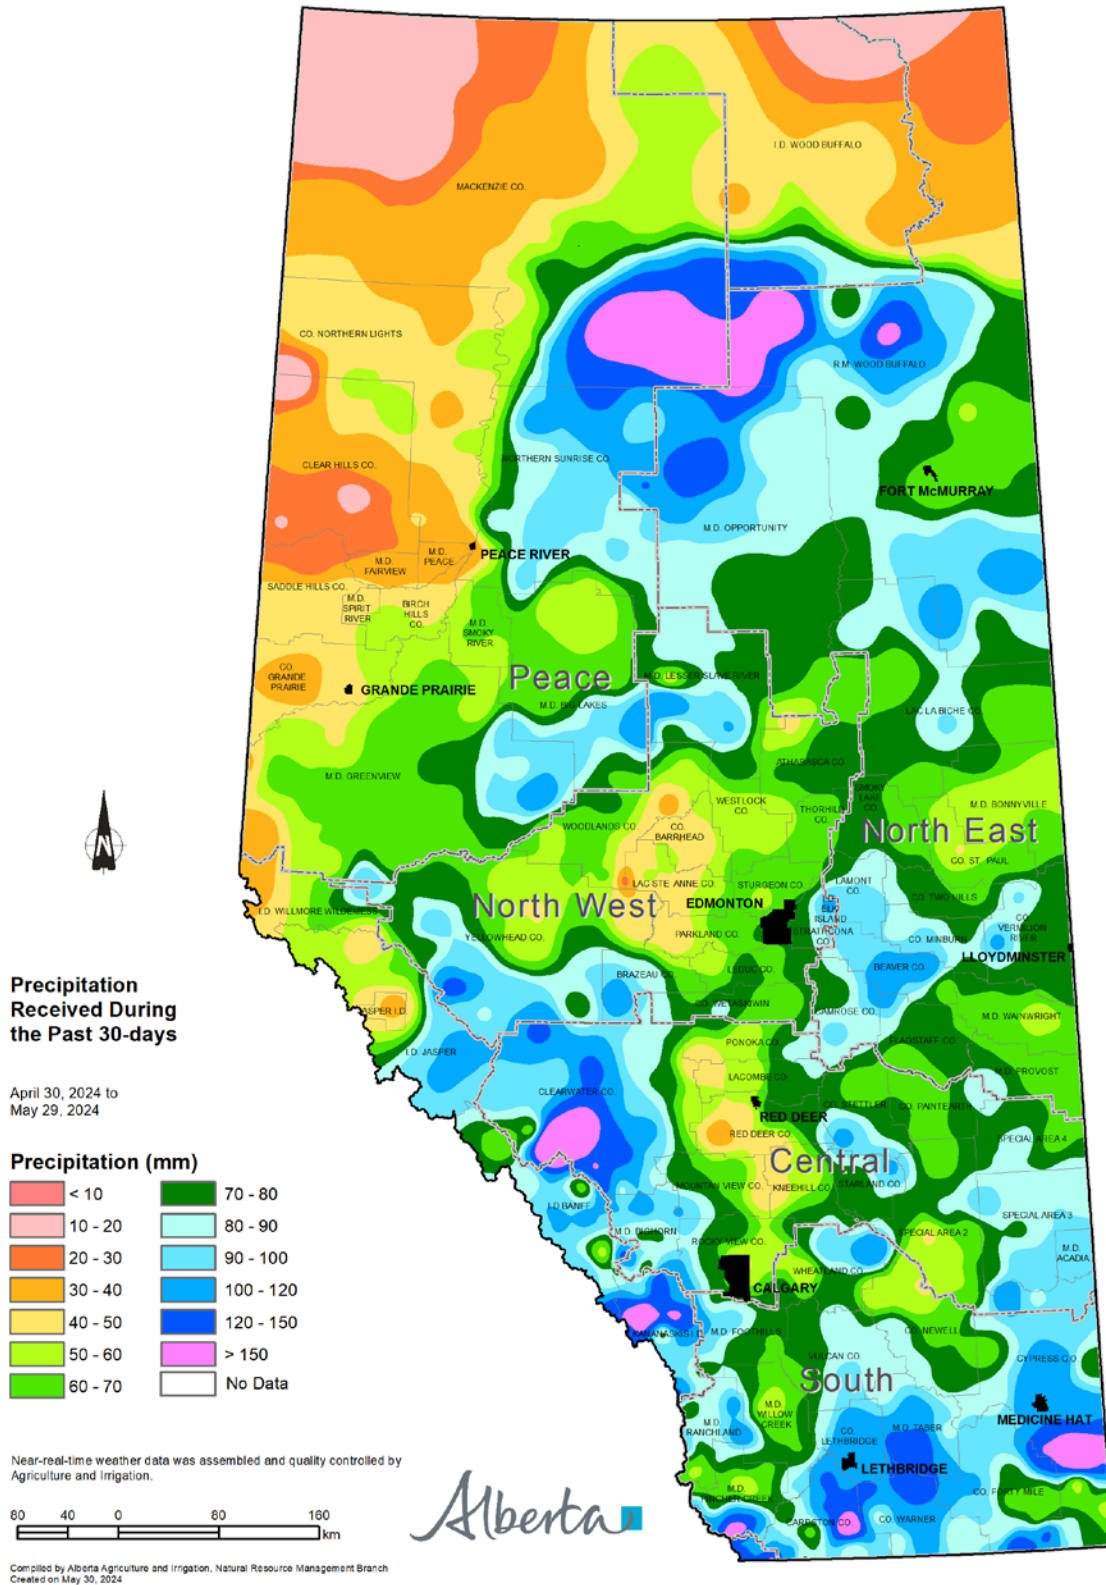 I.D. WOOD BUFFALO
MACKENZIE CO.
CO. NORTHERN LIGHTS
R.M. WOOD BUFFALO
CLEAR HILLS CO.
NORTHERN SUNRISE CO.
FORT McMURRAY
M.D. OPPORTUNITY
PEACE RIVER
M.D.
PEACE
M.D.
FAIRVIEW
SADDLE HILLS CO.
M.D.
SPIRIT
RIVER
BIRCH
HILLS
CO.
M.D.
SMOKY
RIVER
CO.
GRANDE
PRAIRIE
GRANDE PRAIRIE
Peace
M.D. LESSER SLAVE RIVER
M.D. BIG LAKES
LAC LA BICHE CO.
M.D. GREENVIEW
ATHABASCA CO.
SMOKY
LAKE
CO.
WESTLOCK
CO.
THORHILD
CO.
M.D. BONNYVILLE
WOODLANDS CO.
CO.
BARRHEAD
North East
CO. ST. PAUL
N
LAC STE. ANNE CO.
STURGEON CO.
LAMONT
CO.
CO. TWO HILLS
I.D. WILLMORE WILDERNESS
North West
EDMONTON
I.D.
ELK
ISLAND
STRATHCONA
CO.
CO.
VERMILION
RIVER
YELLOWHEAD CO.
PARKLAND CO.
CO. MINBURN
LLOYDMINSTER
BRAZEAU CO.
LEDUC CO.
BEAVER CO.
Precipitation
Received During
the Past 30-days
JASPER I.D.
CO. WETASKIWIN
CAMROSE CO.
M.D. WAINWRIGHT
I.D. JASPER
PONOKA CO.
FLAGSTAFF CO.
M.D. PROVOST
April 30, 2024 to
May 29, 2024
CLEARWATER CO.
LACOMBE CO.
CO. STETTLER
CO. PAINTEARTH
RED DEER
RED DEER CO.
SPECIAL AREA 4
Central
Precipitation (mm)
< 10
10 - 20
20 - 30
30 - 40
40 - 50
50 - 60
60 - 70
70 - 80
80 - 90
90 - 100
100 - 120
120 - 150
> 150
No Data
MOUNTAIN VIEW CO.
KNEEHILL CO.
STARLAND CO.
I.D BANFF
M.D. BIGHORN
SPECIAL AREA 3
ROCKY VIEW CO.
SPECIAL AREA 2
M.D.
ACADIA
WHEATLAND CO.
CALGARY
KANANASKIS I.D.
M.D. FOOTHILLS
CO. NEWELL
VULCAN CO.
CYPRESS CO.
South
M.D.
WILLOW
CREEK
M.D.
RANCHLAND
CO.
LETHBRIDGE
M.D. TABER
MEDICINE HAT
LETHBRIDGE
M.D.
PINCHER CREEK
CO. FORTY MILE
CARDSTON CO.
CO. WARNER
Near-real-time weather data was assembled and quality controlled by
Agriculture and Irrigation.
80 40 0 80 160
km
Alberta
Compiled by Alberta Agriculture and Irrigation, Natural Resource Management Branch
Created on May 30, 2024